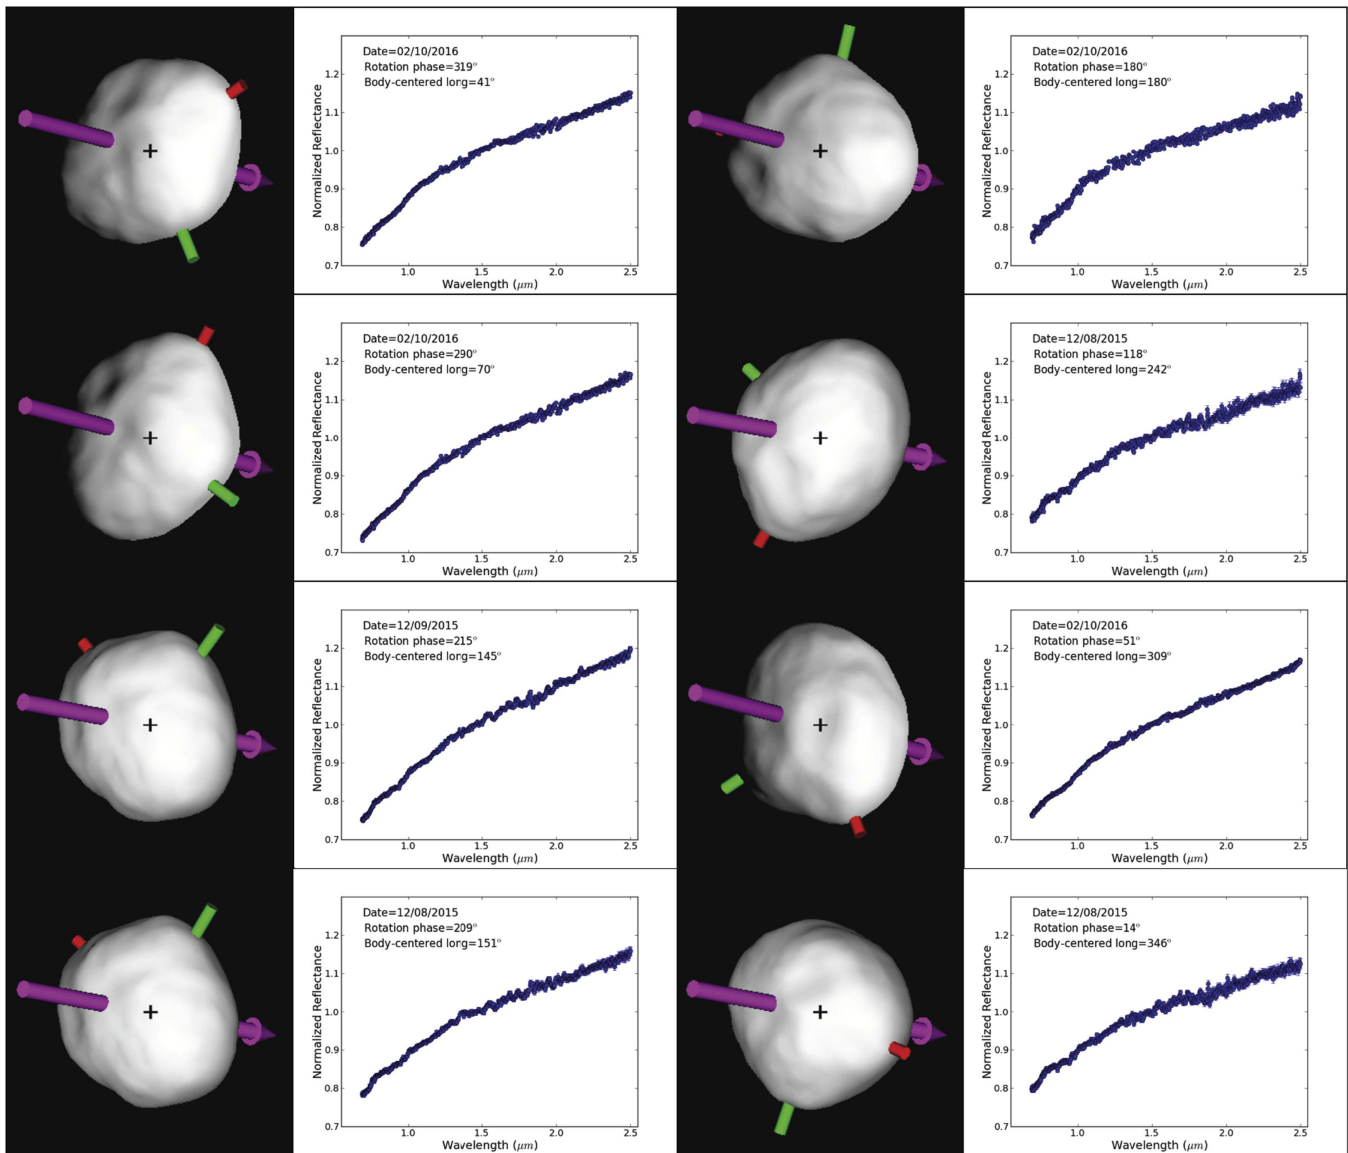 Date=02/10/2016
Rotation phase=319°
Body-centered long=41°
1.2
1.1
1.0
0.9
0.8
0.7
Normalized Reflectance
1.0 1.5 2.0 2.5
Wavelength (μm)
Date=02/10/2016
Rotation phase=180°
Body-centered long=180°
1.2
1.1
1.0
0.9
0.8
0.7
Normalized Reflectance
1.0 1.5 2.0 2.5
Wavelength (μm)
Date=02/10/2016
Rotation phase=290°
Body-centered long=70°
1.2
1.1
1.0
0.9
0.8
0.7
Normalized Reflectance
1.0 1.5 2.0 2.5
Wavelength (μm)
Date=12/08/2015
Rotation phase=118°
Body-centered long=242°
1.2
1.1
1.0
0.9
0.8
0.7
Normalized Reflectance
1.0 1.5 2.0 2.5
Wavelength (μm)
Date=12/09/2015
Rotation phase=215°
Body-centered long=145°
1.2
1.1
1.0
0.9
0.8
0.7
Normalized Reflectance
1.0 1.5 2.0 2.5
Wavelength (μm)
Date=02/10/2016
Rotation phase=51°
Body-centered long=309°
1.2
1.1
1.0
0.9
0.8
0.7
Normalized Reflectance
1.0 1.5 2.0 2.5
Wavelength (μm)
Date=12/08/2015
Rotation phase=209°
Body-centered long=151°
1.2
1.1
1.0
0.9
0.8
0.7
Normalized Reflectance
1.0 1.5 2.0 2.5
Wavelength (μm)
Date=12/08/2015
Rotation phase=14°
Body-centered long=346°
1.2
1.1
1.0
0.9
0.8
0.7
Normalized Reflectance
1.0 1.5 2.0 2.5
Wavelength (μm)